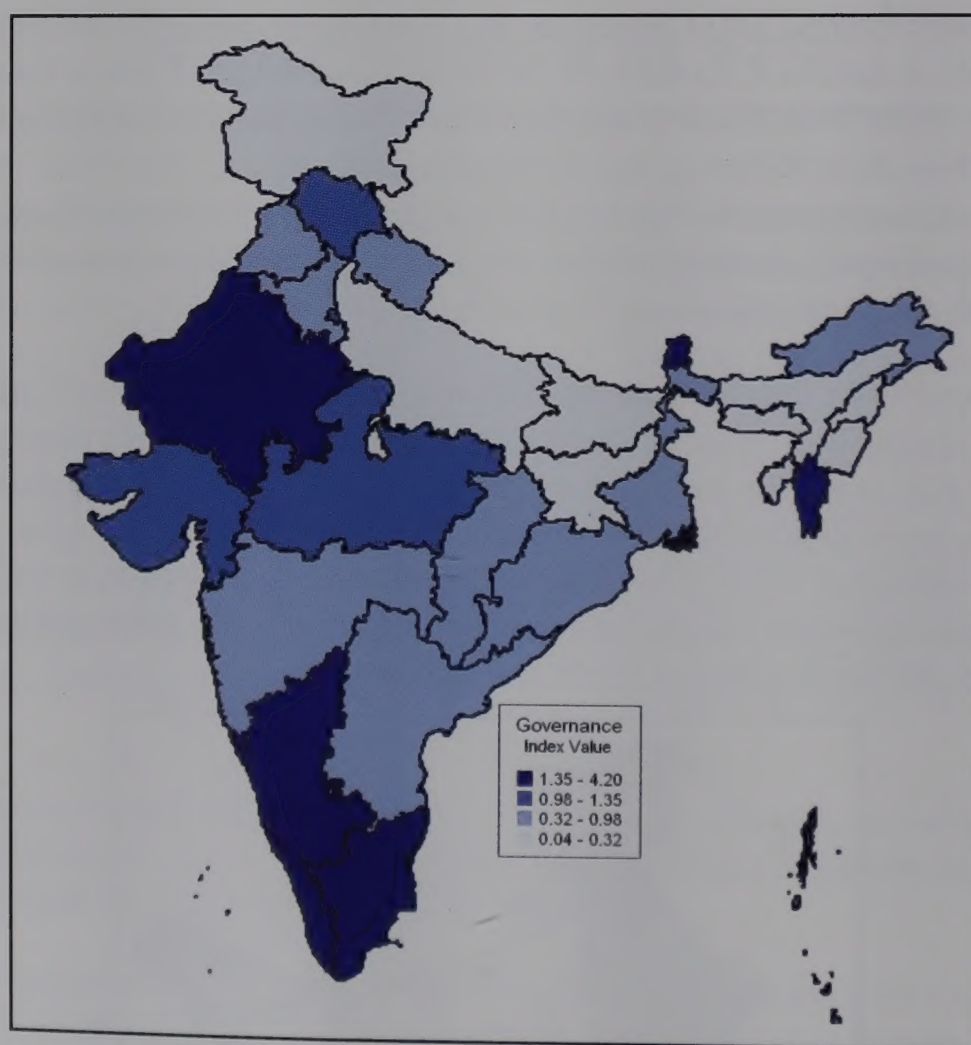 Governance
Index Value
1.35 - 4.20
0.98 - 1.35
0.32 - 0.98
0.04 - 0.32